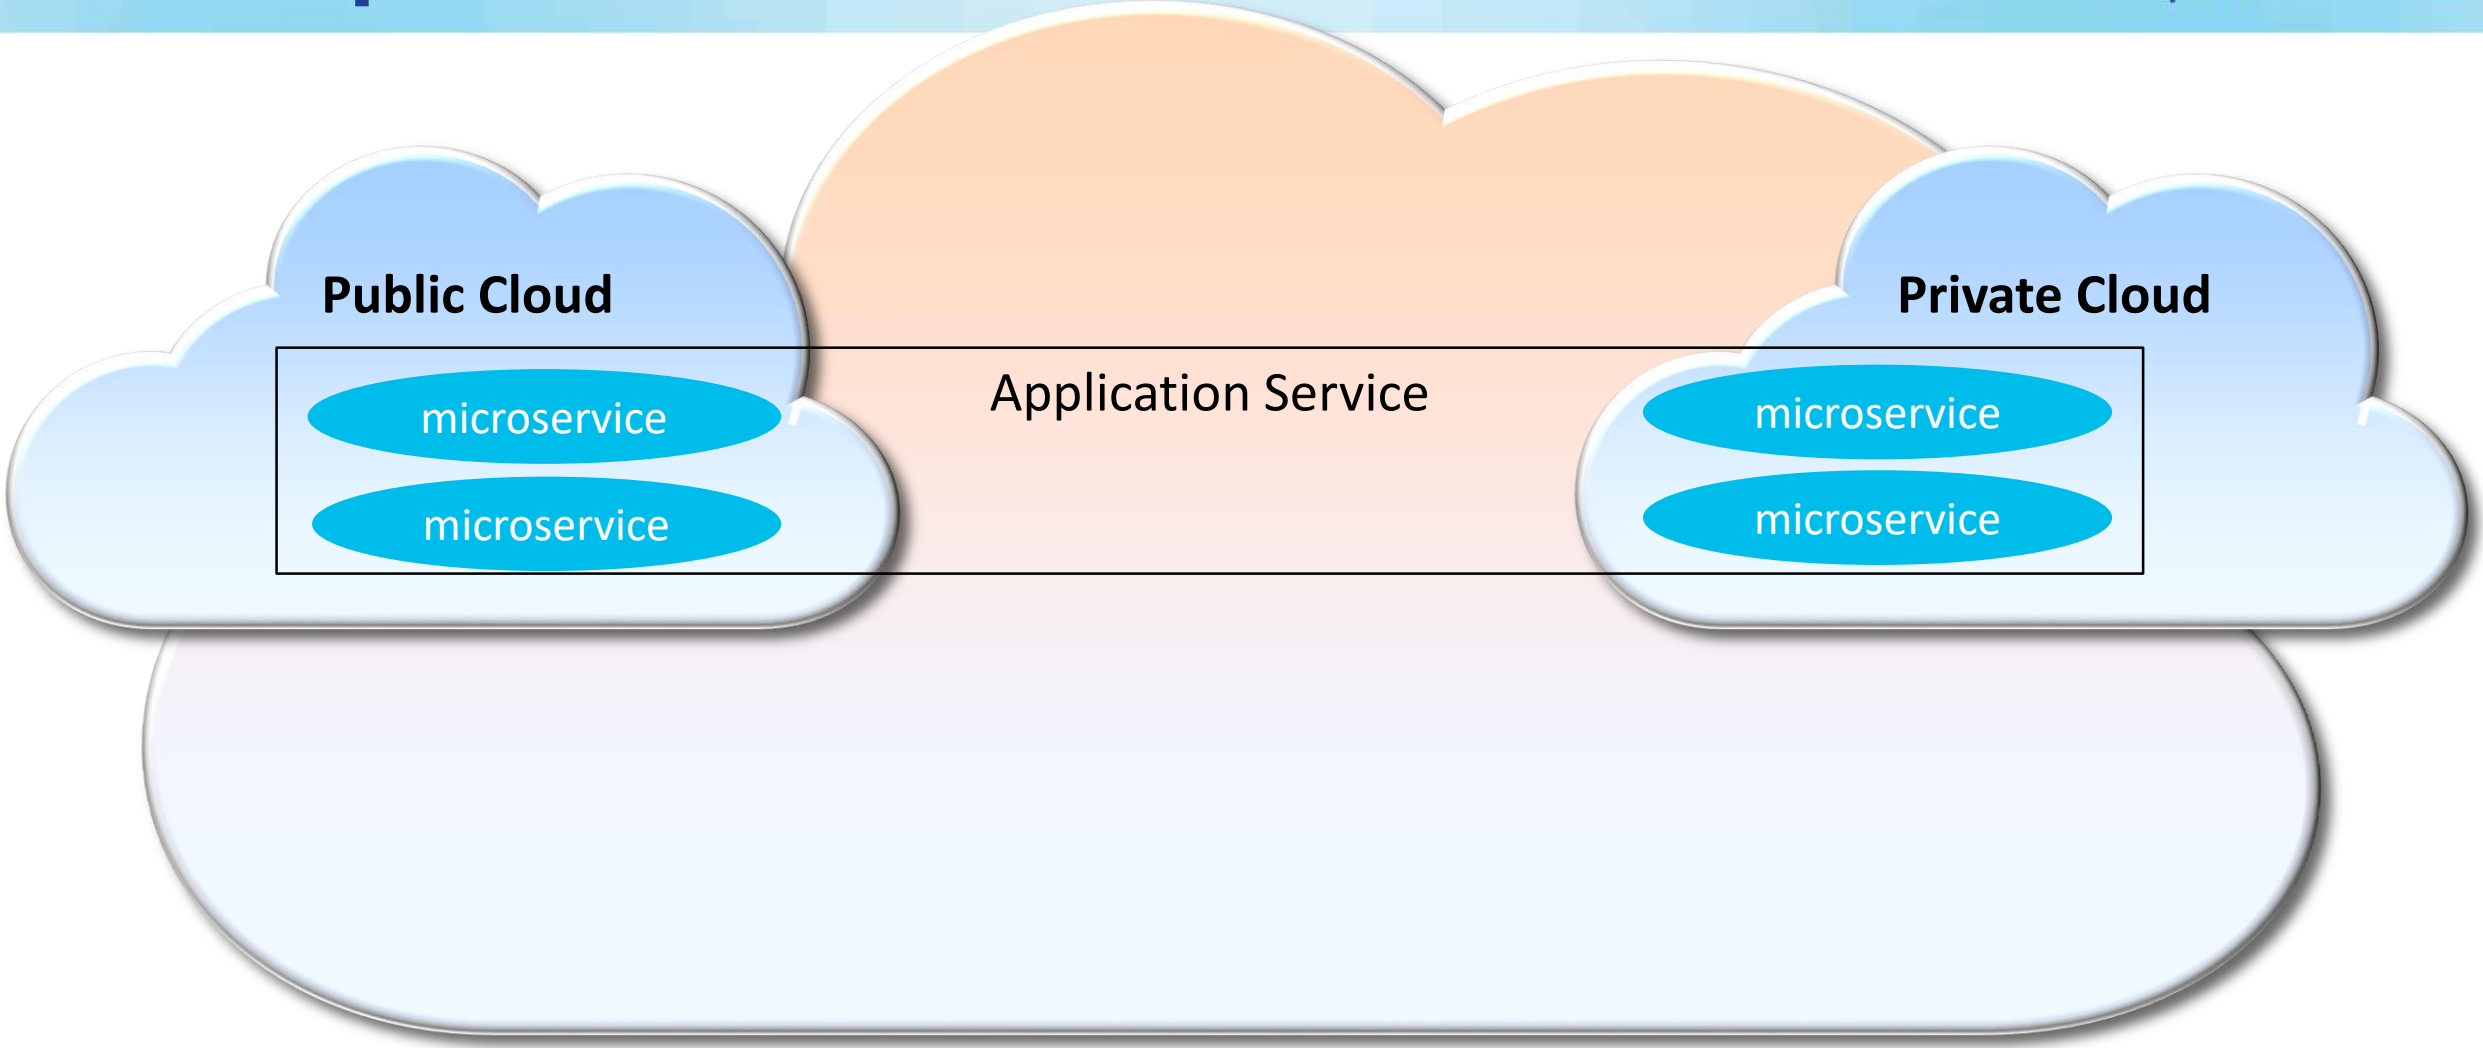 Public Cloud
Private Cloud
Application Service
microservice
microservice
microservice
microservice